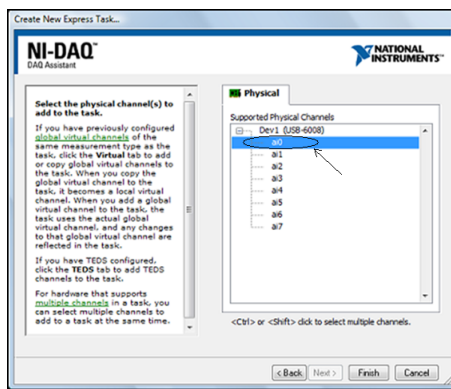 Create New Express Task...
NI-DAQ™
DAQ Assistant
NATIONAL
INSTRUMENTS™
Select the physical channel(s) to
add to the task.
If you have previously configured
global virtual channels of the
same measurement type as the
task, click the Virtual tab to add
or copy global virtual channels to
the task. When you copy the
global virtual channel to the
task, it becomes a local virtual
channel. When you add a global
virtual channel to the task, the
task uses the actual global
virtual channel, and any changes
to that global virtual channel are
reflected in the task.
If you have TEDS configured,
click the TEDS tab to add TEDS
channels to the task.
For hardware that supports
multiple channels in a task, you
can select multiple channels to
add to a task at the same time.
Physical
Supported Physical Channels
Dev1 (USB-6008)
ai0
ai1
ai2
ai3
ai4
ai5
ai6
ai7
<Ctrl> or <Shift> click to select multiple channels.
< Back
Next >
Finish
Cancel